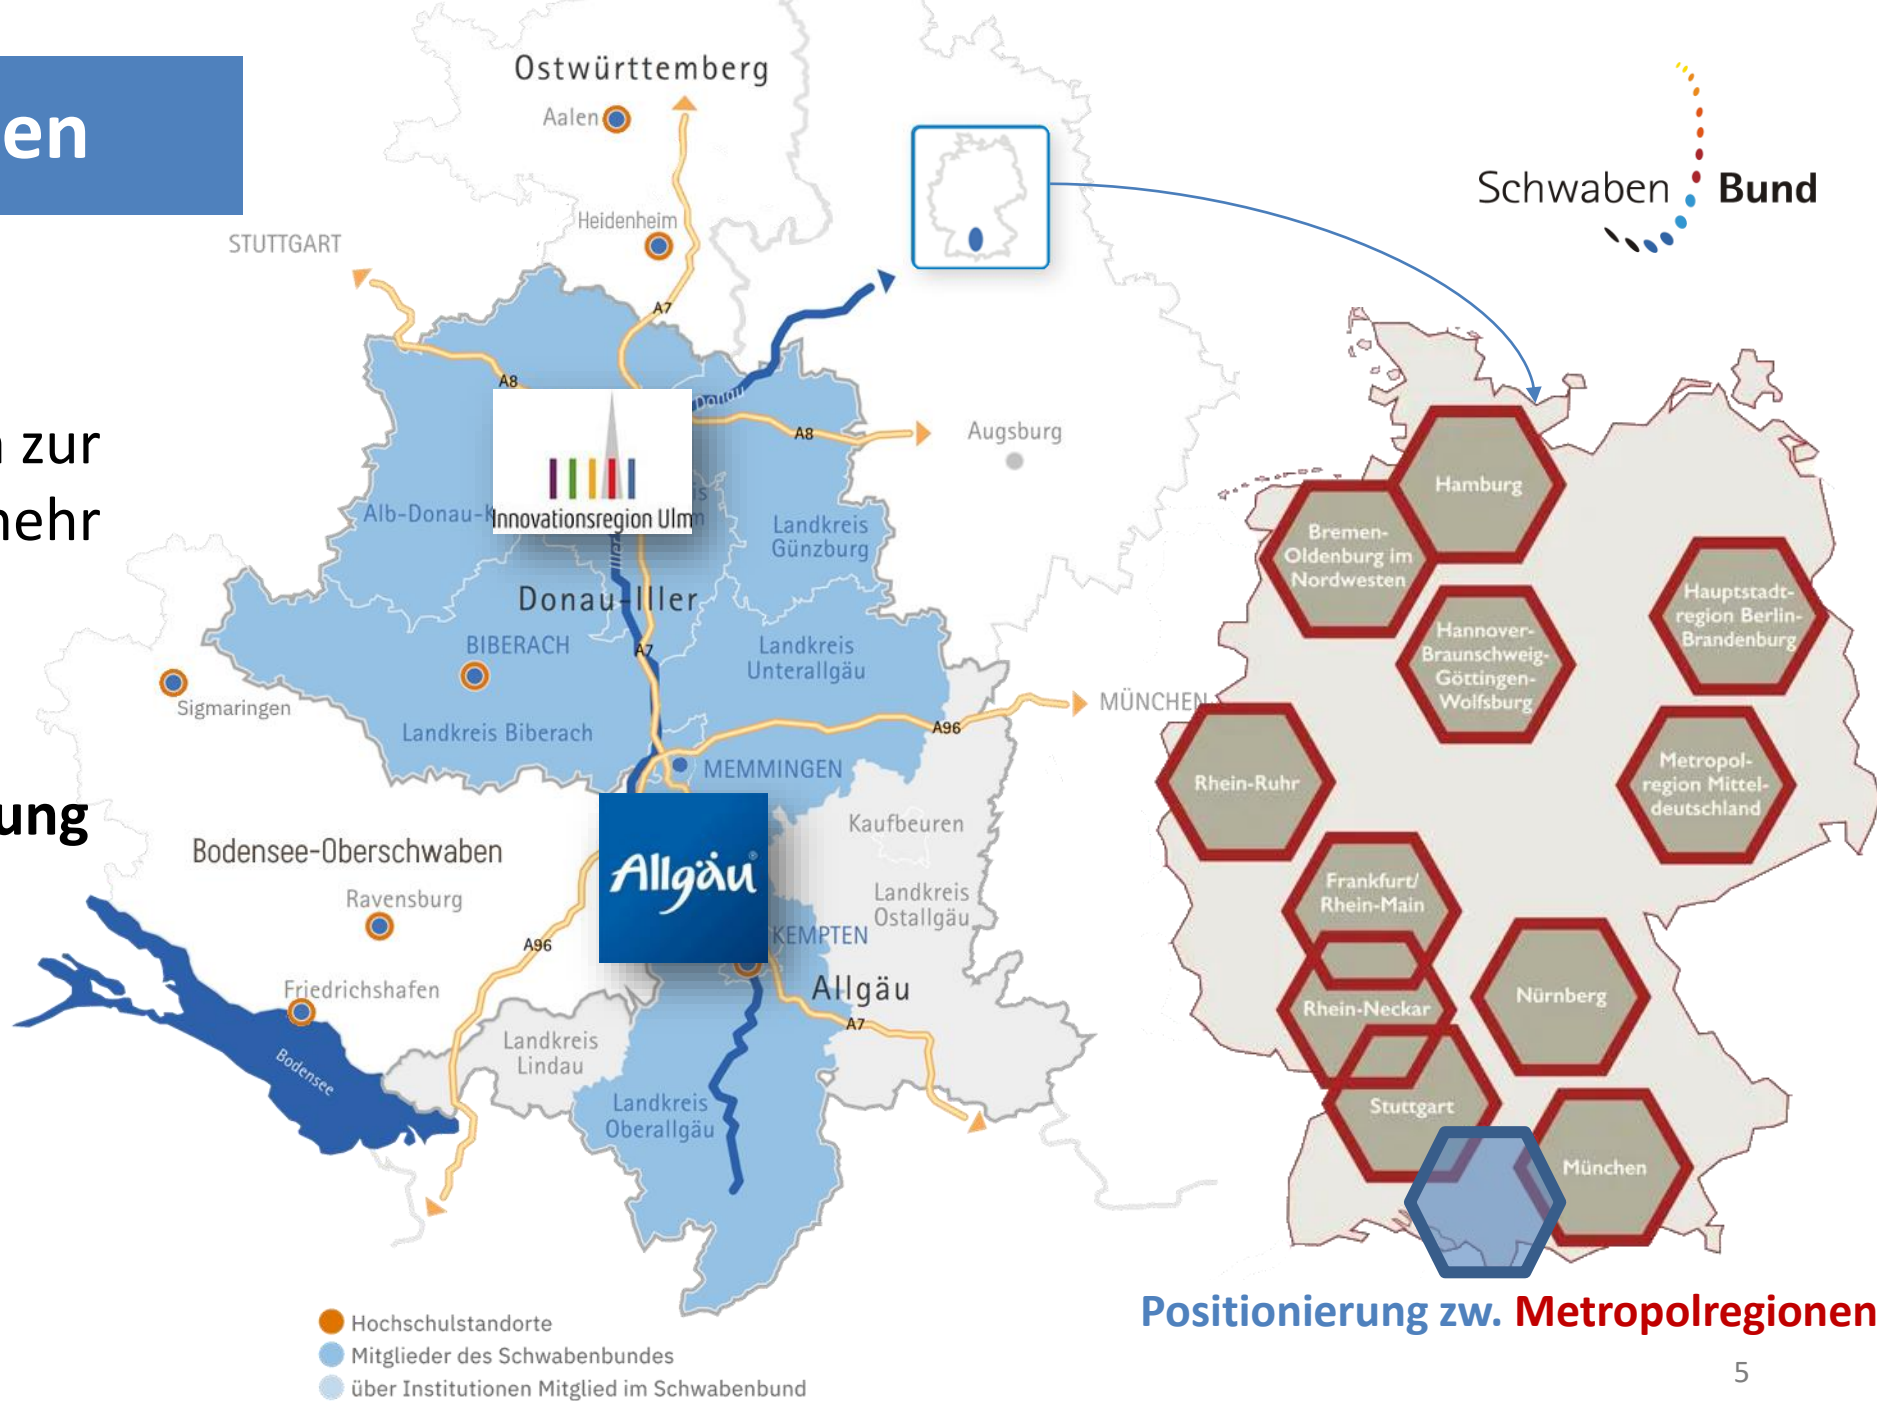 en
zur
ung
Ostwürttemberg
Aalen
Heidenheim
STUTTGART
A7
A8
Donau
A8
Augsburg
Innovationsregion Ulm
Alb-Donau-
Landkreis
Günzburg
Donau-Iller
BIBERACH
A7
Landkreis
Unterallgäu
Sigmaringen
Landkreis Biberach
A96
MÜNCHEN
MEMMINGEN
Kaufbeuren
Allgäu®
Landkreis
Ostallgäu
KEMPTEN
Allgäu
A7
Bodensee-Oberschwaben
Ravensburg
A96
Friedrichshafen
Bodensee
Landkreis
Lindau
Landkreis
Oberallgäu
Hochschulstandorte
Mitglieder des Schwabenbundes
über Institutionen Mitglied im Schwabenbund
Schwaben Bund
Hamburg
Bremen-
Oldenburg im
Nordwesten
Hannover-
Braunschweig-
Göttingen-
Wolfsburg
Hauptstadt-
region Berlin-
Brandenburg
Rhein-Ruhr
Metropol-
region Mittel-
deutschland
Frankfurt/
Rhein-Main
Rhein-Neckar
Nürnberg
Stuttgart
München
Positionierung zw. Metropolregionen
5